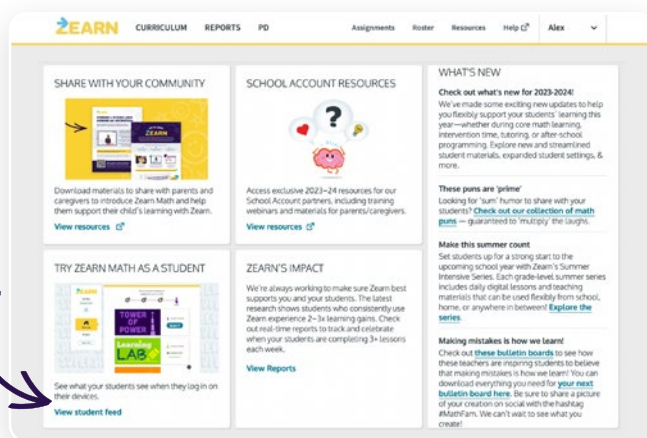 ZEARN CURRICULUM REPORTS PD Assignments Roster Resources Help Alex
SHARE WITH YOUR COMMUNITY
ZEARN
Download materials to share with parents and
caregivers to introduce Zearn Math and help
them support their child's learning with Zearn.
View resources
SCHOOL ACCOUNT RESOURCES
?
Access exclusive 2023–24 resources for our
School Account partners, including training
webinars and materials for parents/caregivers.
View resources
WHAT'S NEW
Check out what's new for 2023-2024!
We've made some exciting new updates to help
you flexibly support your students' learning this
year—whether during core math learning,
intervention time, tutoring, or after-school
programming. Explore new and streamlined
student materials, expanded student settings, &
more.
These puns are 'prime'
Looking for 'sum' humor to share with your
students? Check out our collection of math
puns — guaranteed to 'multiply' the laughs.
Make this summer count
Set students up for a strong start to the
upcoming school year with Zearn's Summer
Intensive Series. Each grade-level summer series
includes daily digital lessons and teaching
materials that can be used flexibly from school,
home, or anywhere in between! Explore the
series.
Making mistakes is how we learn!
Check out these bulletin boards to see how
these teachers are inspiring students to believe
that making mistakes is how we learn! You can
download everything you need for your next
bulletin board here. Be sure to share a picture
of your creation on social with the hashtag
#MathFam. We can't wait to see what you
create!
TRY ZEARN MATH AS A STUDENT
ZEARN
TOWER
OF
POWER
Learning
LAB
See what your students see when they log in on
their devices.
View student feed
ZEARN'S IMPACT
We're always working to make sure Zearn best
supports you and your students. The latest
research shows students who consistently use
Zearn experience 2–3x learning gains. Check
out real-time reports to track and celebrate
when your students are completing 3+ lessons
each week.
View Reports